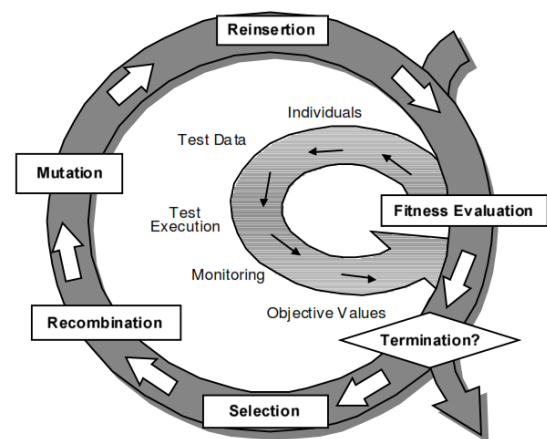 Reinsertion
Individuals
Test Data
Mutation
Test
Execution
Fitness Evaluation
Monitoring
Objective Values
Recombination
Termination?
Selection